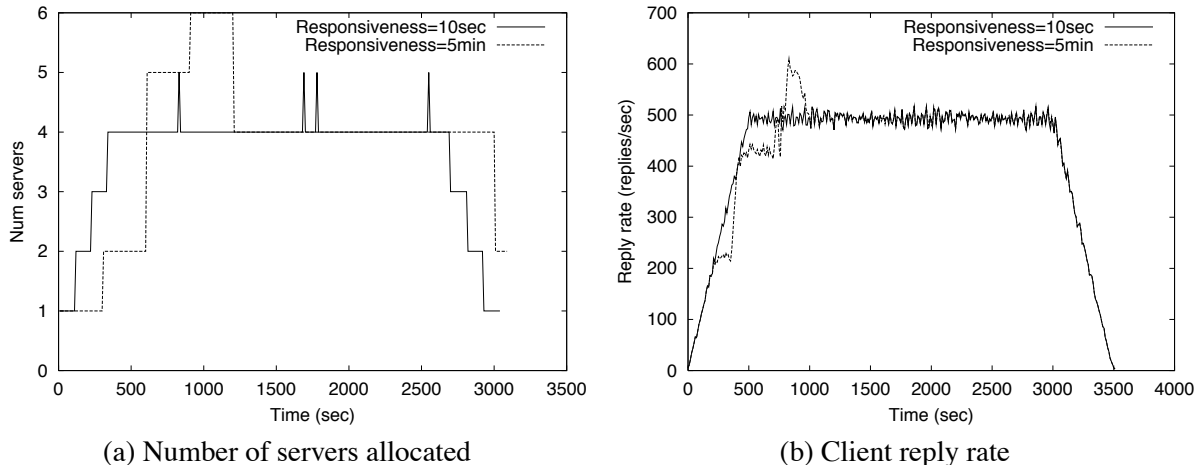 6
5
4
3
2
1
0
Num servers
0 500 1000 1500 2000 2500 3000 3500
Time (sec)
Responsiveness=10sec
Responsiveness=5min
(a) Number of servers allocated
700
600
500
400
300
200
100
0
Reply rate (replies/sec)
0 500 1000 1500 2000 2500 3000 3500 4000
Time (sec)
Responsiveness=10sec
Responsiveness=5min
(b) Client reply rate